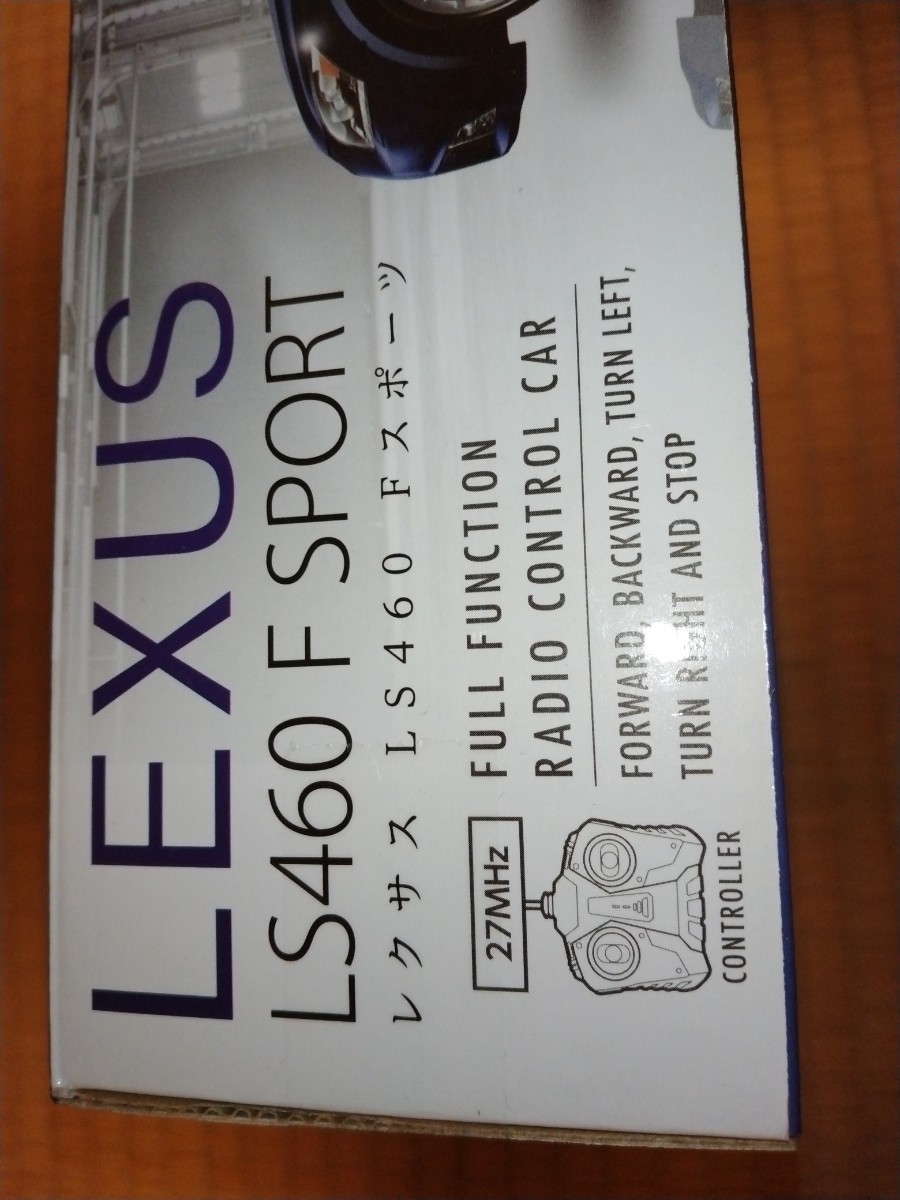 LEXUS
LS460 F SPORT
レクサス LS460 Fスポーツ
27MHz
FULL FUNCTION
RADIO CONTROL CAR
FORWARD, BACKWARD, TURN LEFT,
TURN RIGHT AND STOP
CONTROLLER